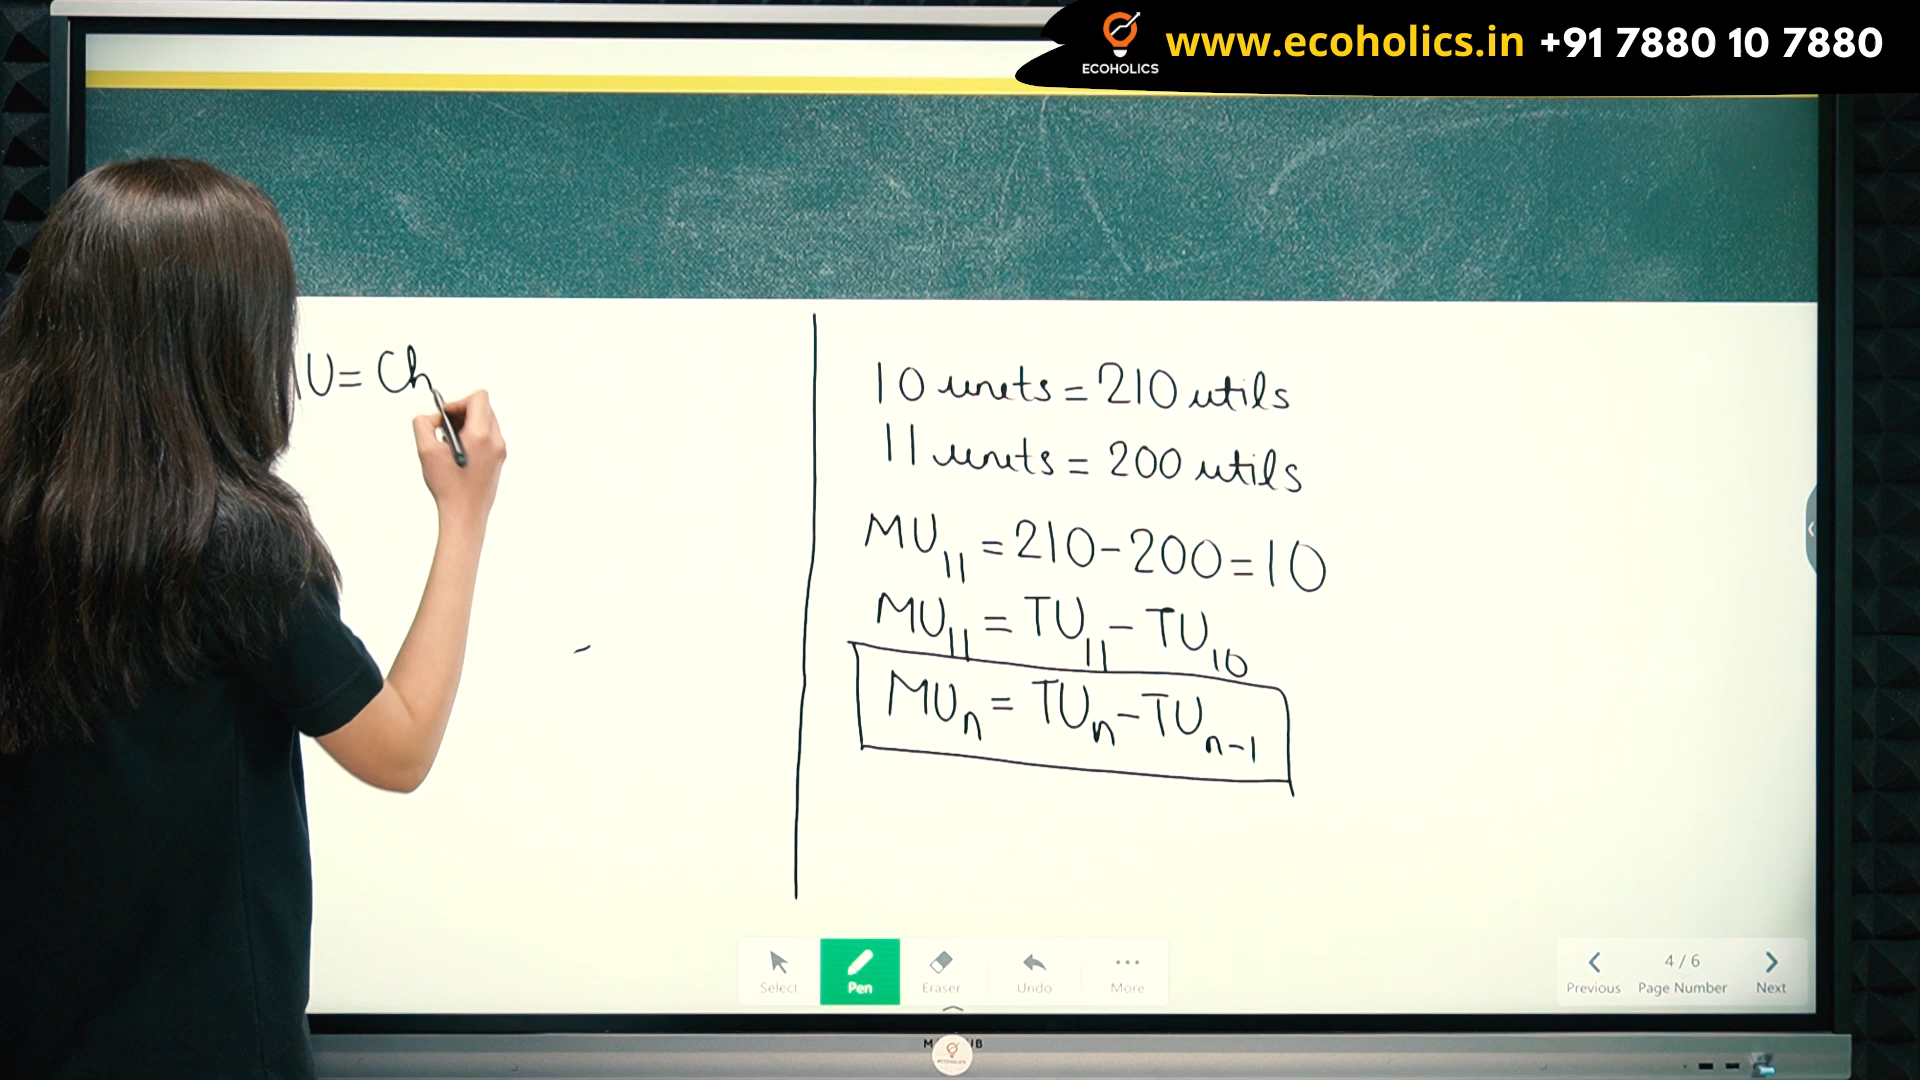 www.ecoholics.in +91 7880 10 7880
ECOHOLICS
U= Ch
10 units = 210 utils
11 units = 200 utils
MU₁₁ = 210-200=10
MU₁₁ = TU₁₁ - TU₁₀
MUₙ = TUₙ - TUₙ₋₁
Select
Pen
Eraser
Undo
More
Previous
4 / 6
Page Number
Next